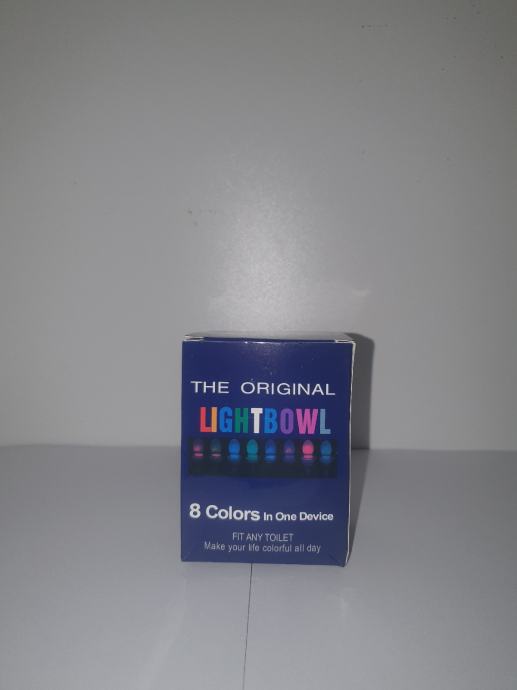 THE ORIGINAL
LIGHTBOWL
8 Colors In One Device
FIT ANY TOILET
Make your life colorful all day